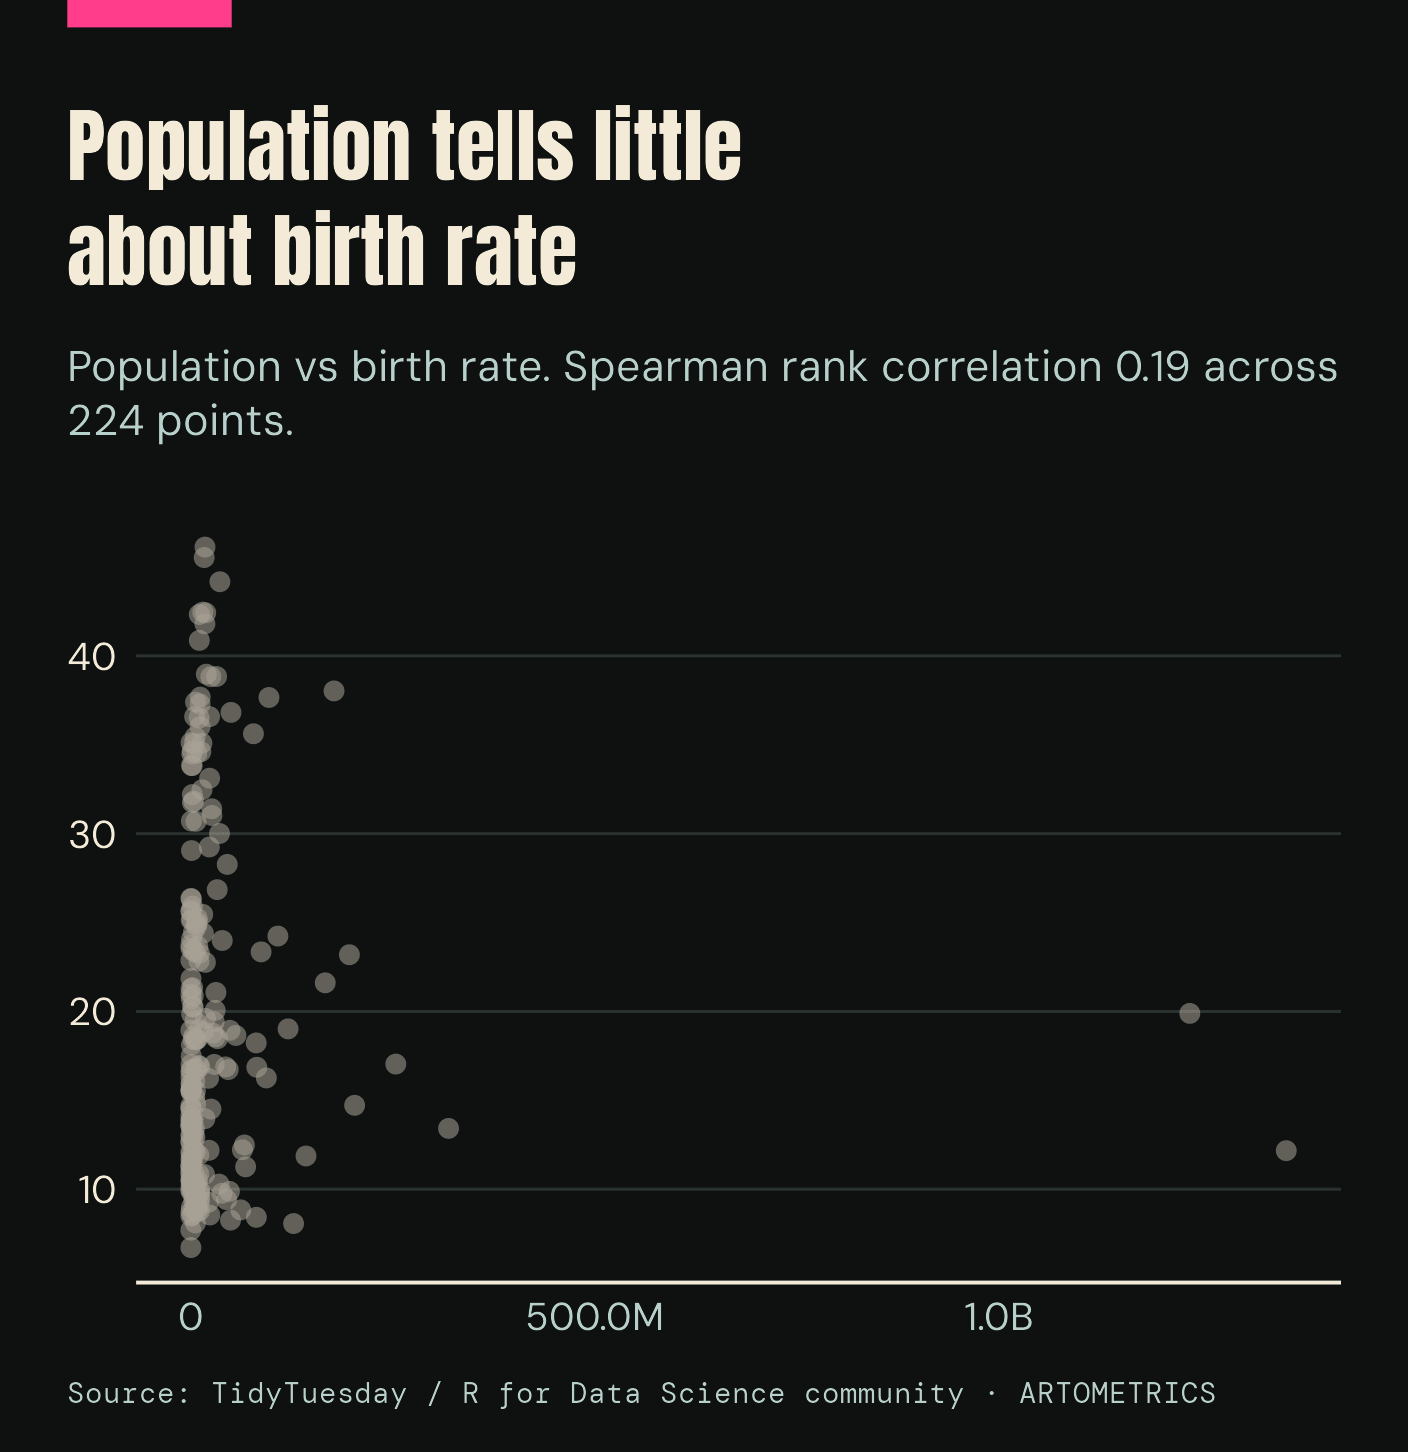 Population tells little
about birth rate
Population vs birth rate. Spearman rank correlation 0.19 across
224 points.
40
30
20
10
0 500.0M 1.0B
Source: TidyTuesday / R for Data Science community · ARTOMETRICS